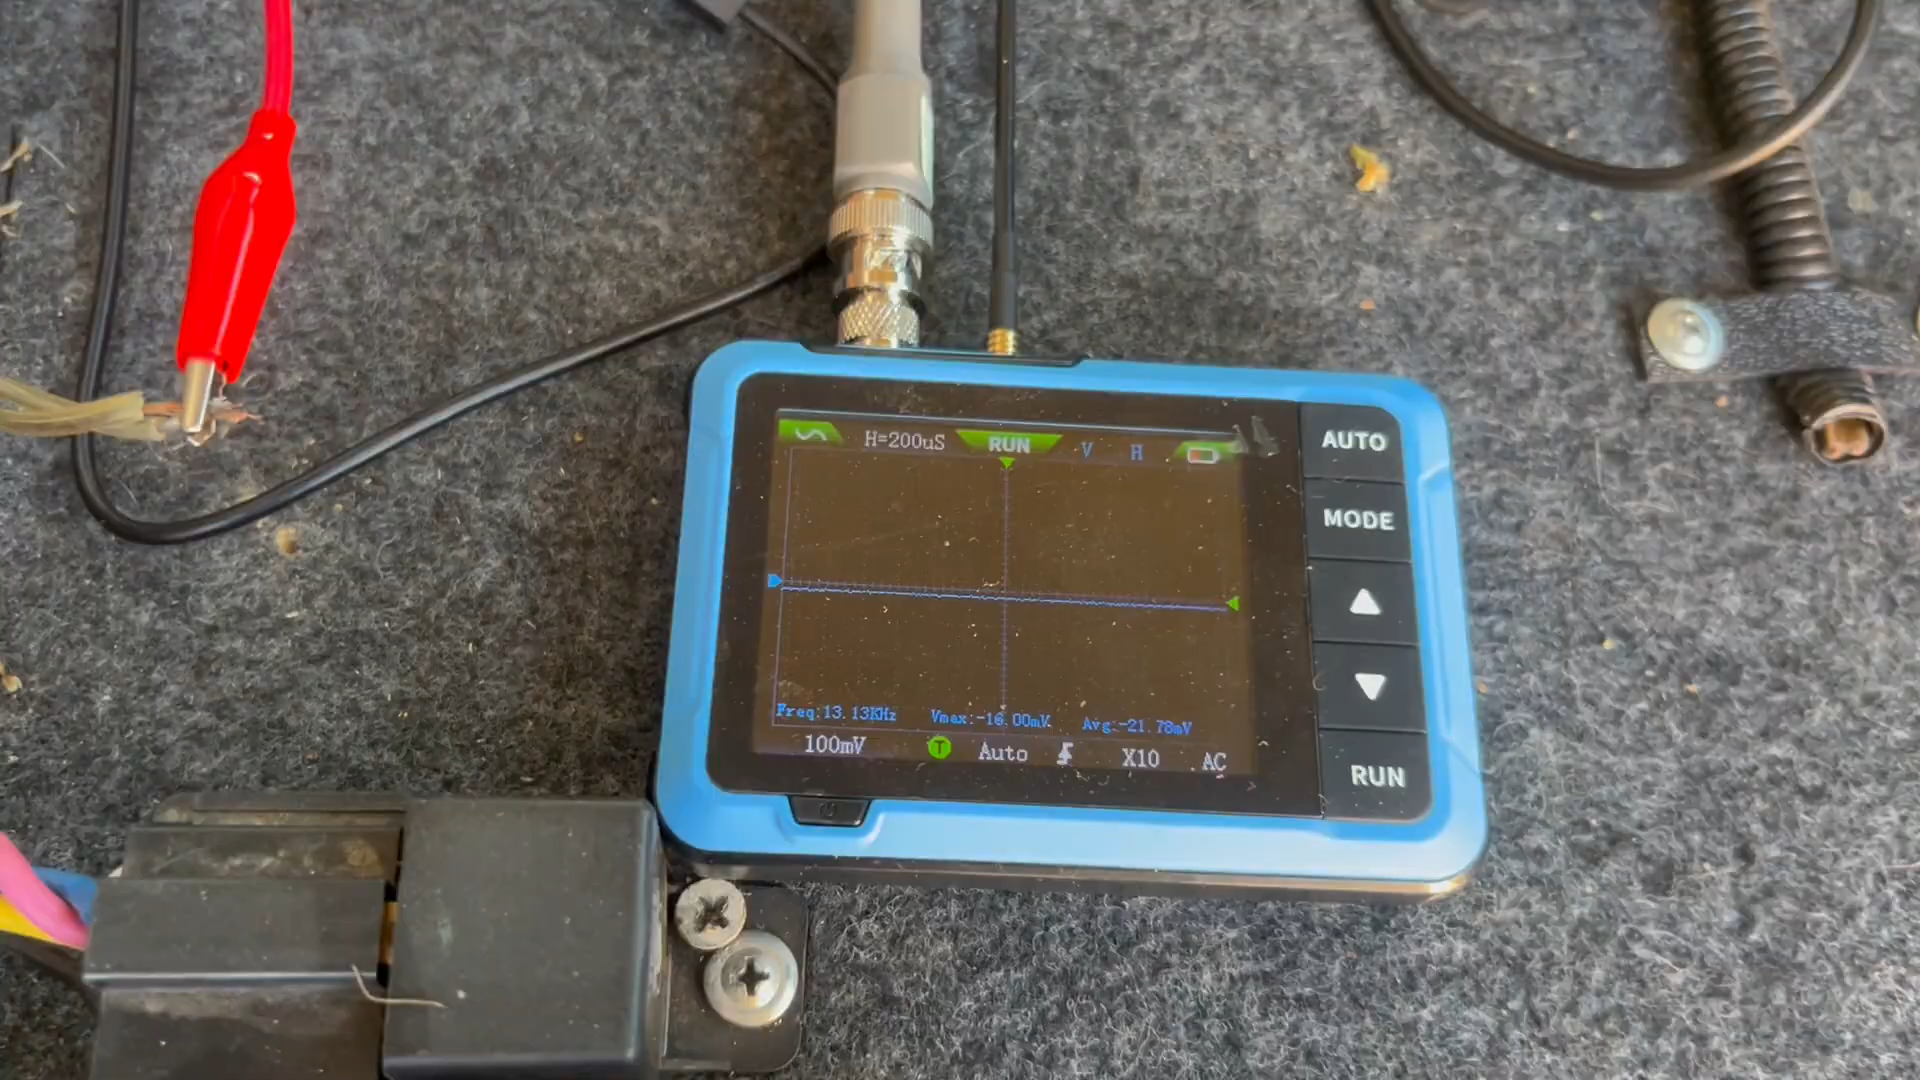 H=200uS RUN V H
Freq:13.13KHz Vmax:-16.00mV Avg:-21.78mV
100mV T Auto X10 AC
AUTO
MODE
RUN